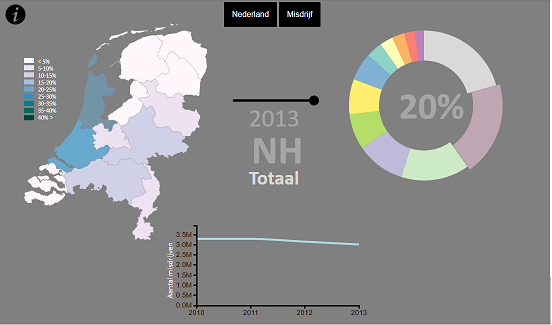 i
Nederland
Misdrijf
< 5%
5-10%
10-15%
15-20%
20-25%
25-30%
30-35%
35-40%
40% >
2013
NH
Totaal
20%
Aantal misdrijven
3.5M
3.0M
2.5M
2.0M
1.5M
1.0M
0.5M
0.0M
2010 2011 2012 2013